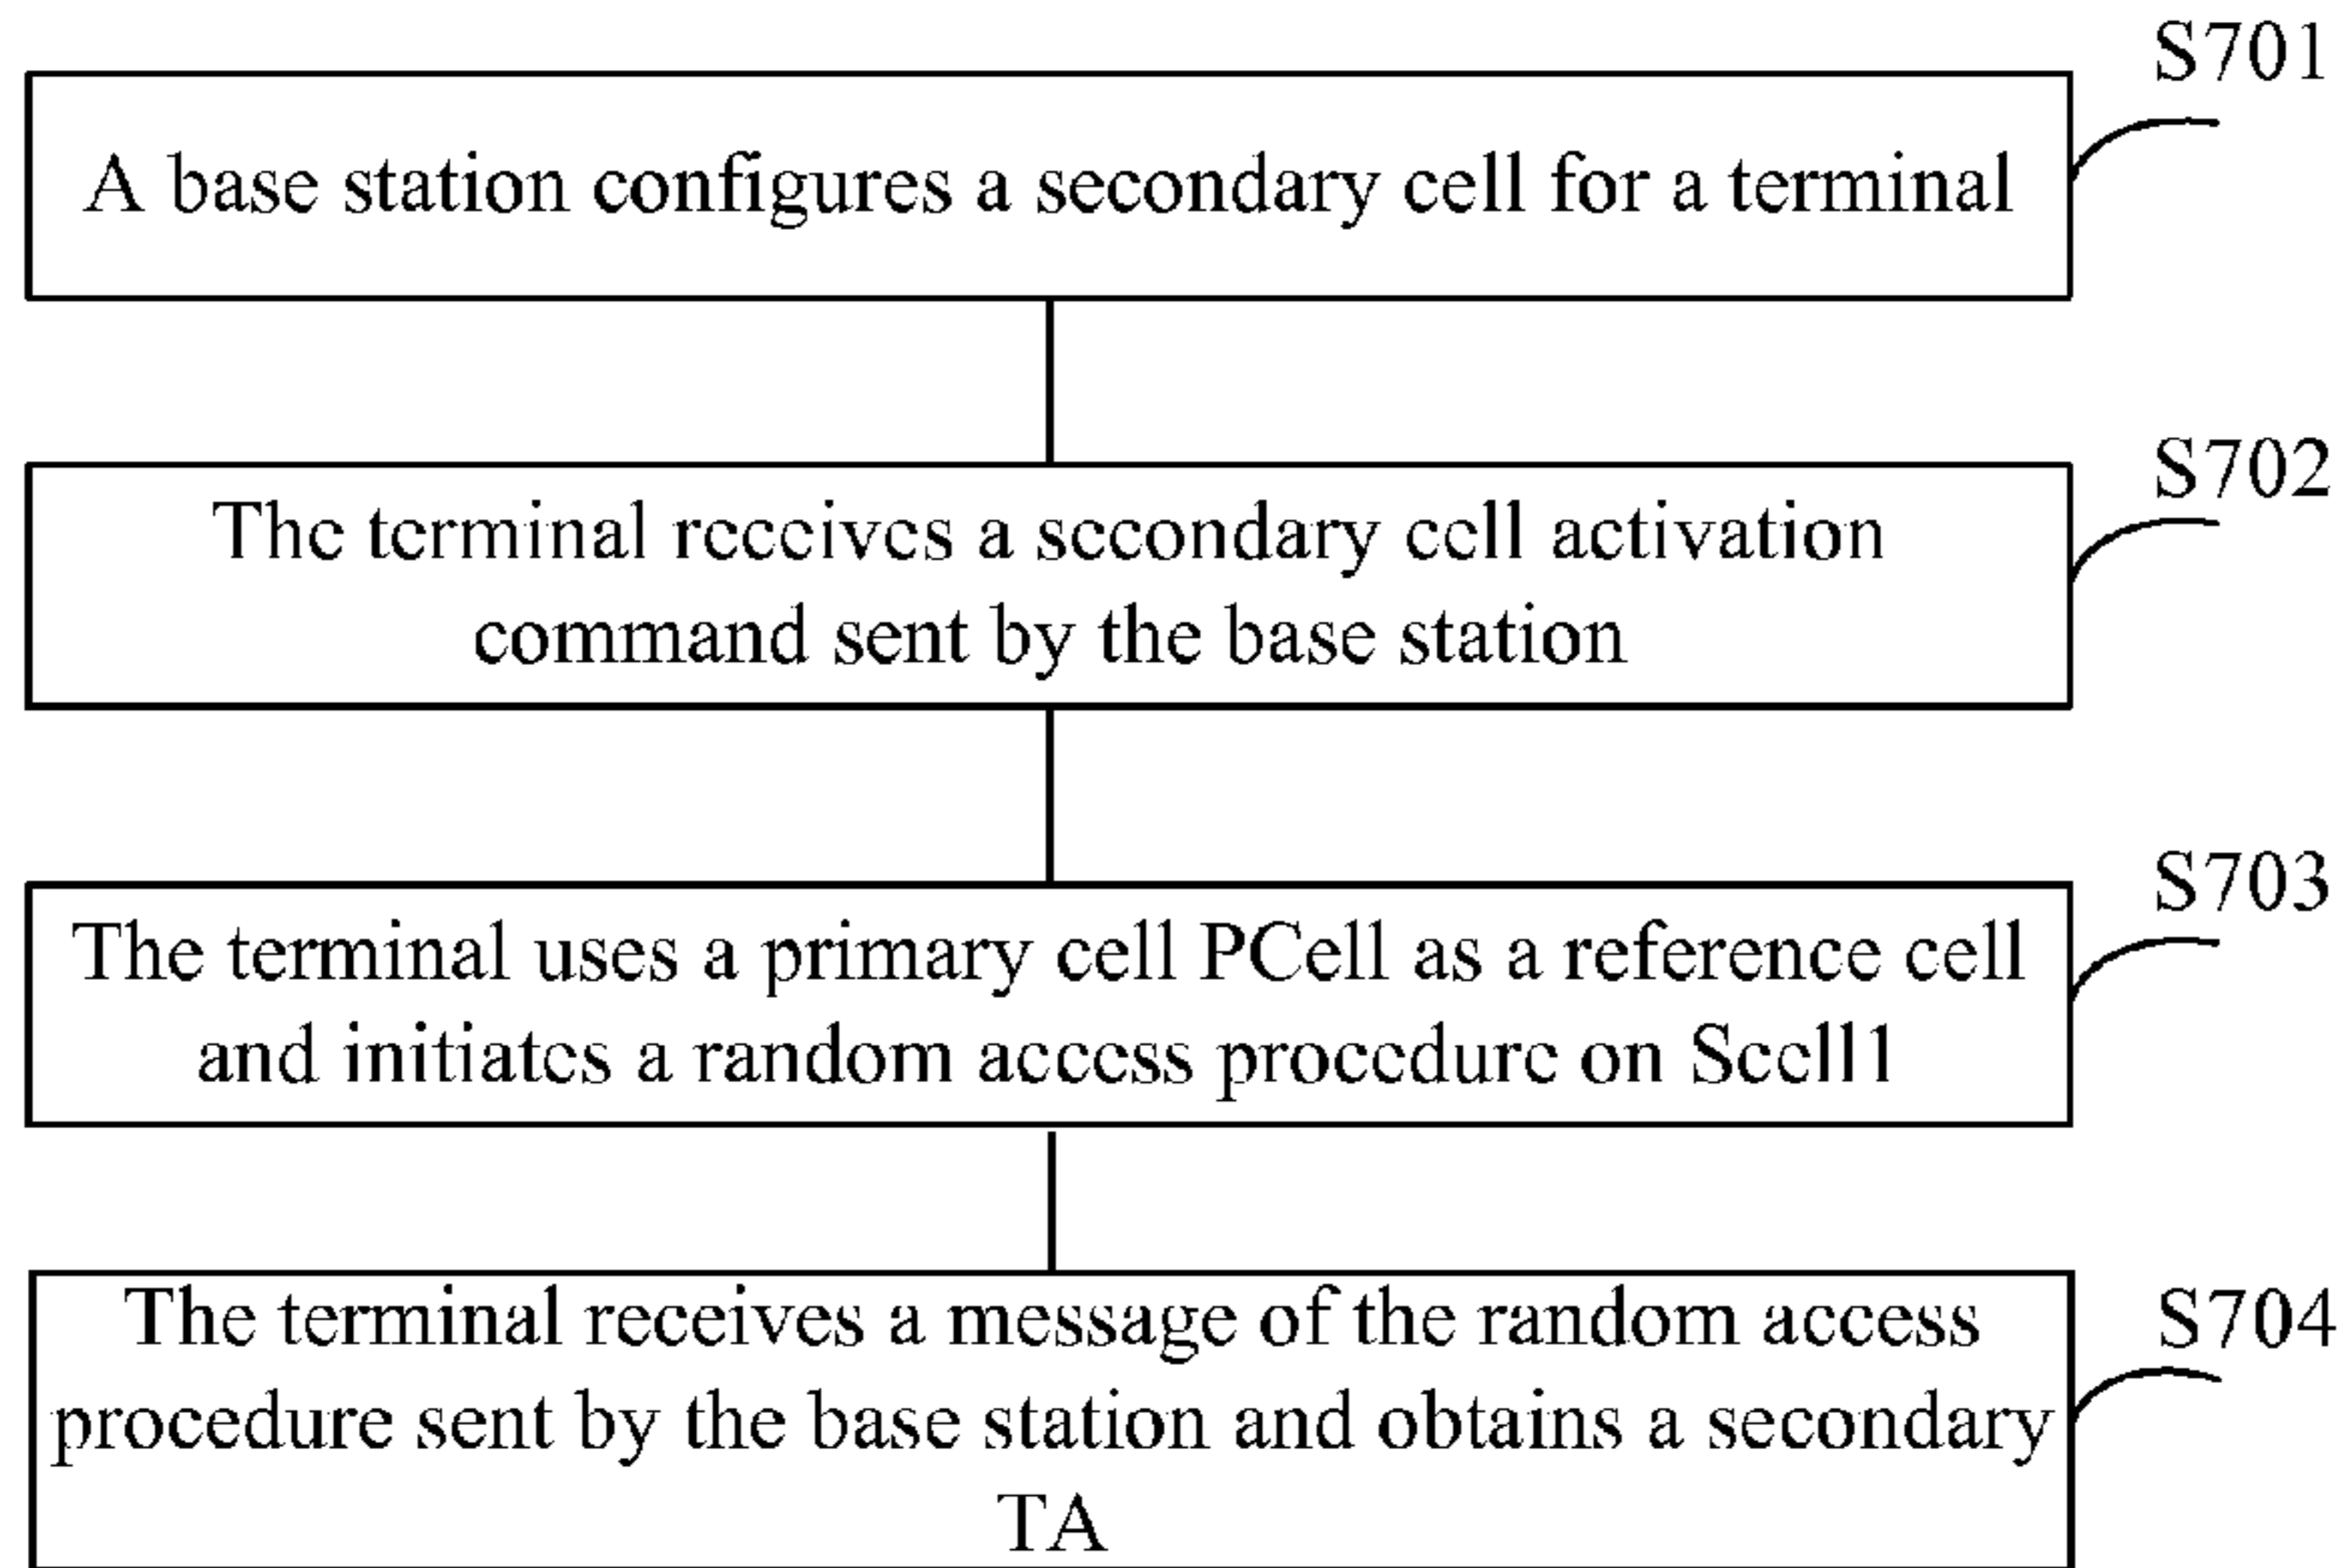 S701
A base station configures a secondary cell for a terminal
S702
The terminal receives a secondary cell activation
command sent by the base station
S703
The terminal uses a primary cell PCell as a reference cell
and initiates a random access procedure on Scell1
S704
The terminal receives a message of the random access
procedure sent by the base station and obtains a secondary
TA